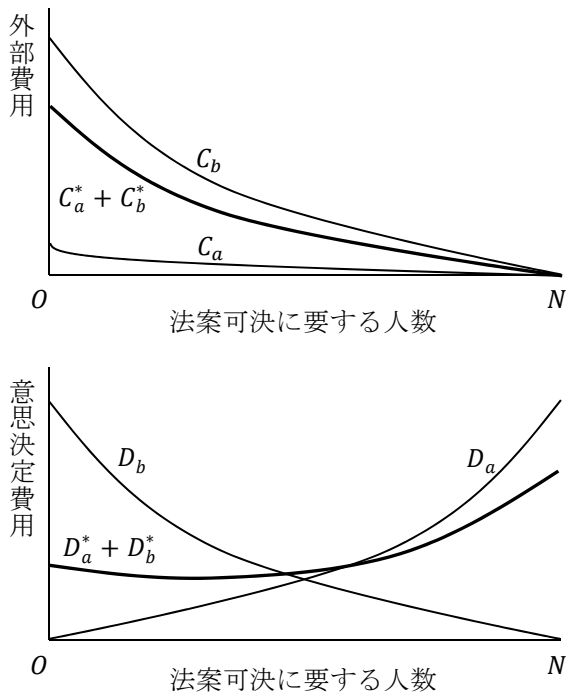 外部費用
C_b
C_a^* + C_b^*
C_a
O
N
法案可決に要する人数
意思決定費用
D_b
D_a
D_a^* + D_b^*
O
N
法案可決に要する人数